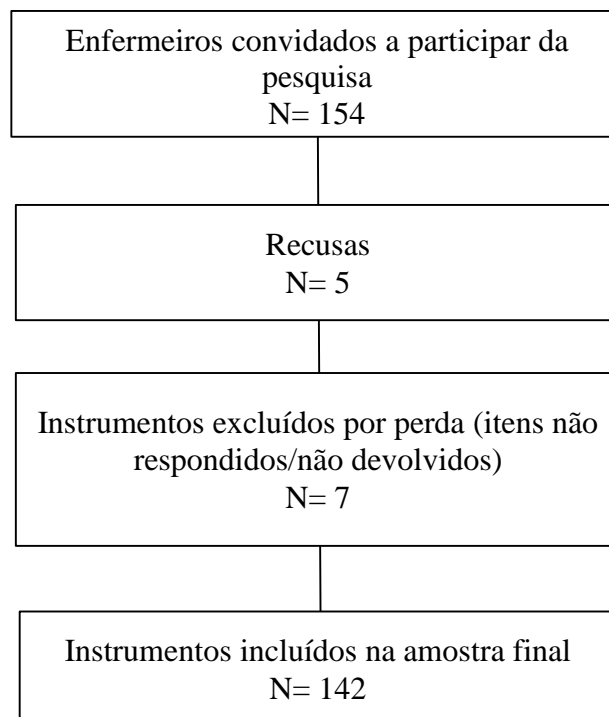 Enfermeiros convidados a participar da
pesquisa
N= 154
Recusas
N= 5
Instrumentos excluídos por perda (itens não
respondidos/não devolvidos)
N= 7
Instrumentos incluídos na amostra final
N= 142